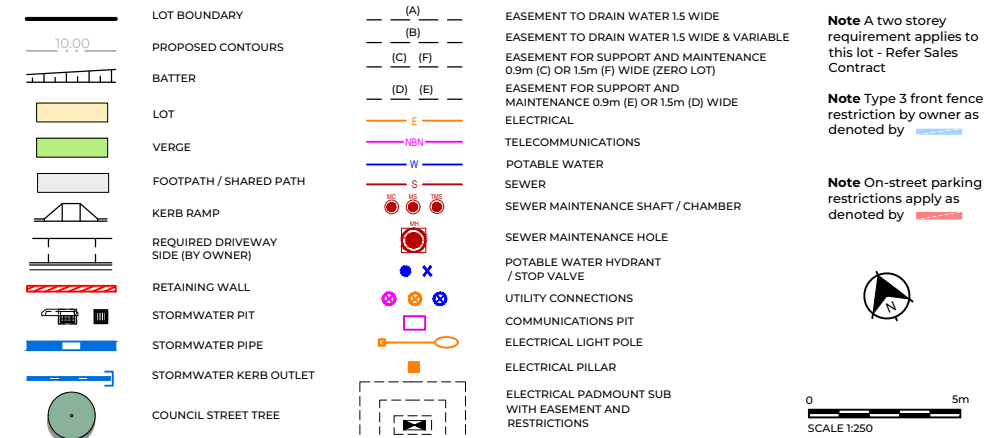 LOT BOUNDARY
10.00
PROPOSED CONTOURS
BATTER
LOT
VERGE
FOOTPATH / SHARED PATH
KERB RAMP
REQUIRED DRIVEWAY
SIDE (BY OWNER)
RETAINING WALL
STORMWATER PIT
STORMWATER PIPE
STORMWATER KERB OUTLET
COUNCIL STREET TREE
(A)
EASEMENT TO DRAIN WATER 1.5 WIDE
(B)
EASEMENT TO DRAIN WATER 1.5 WIDE & VARIABLE
(C) (F)
EASEMENT FOR SUPPORT AND MAINTENANCE
0.9m (C) OR 1.5m (F) WIDE (ZERO LOT)
(D) (E)
EASEMENT FOR SUPPORT AND
MAINTENANCE 0.9m (E) OR 1.5m (D) WIDE
E
ELECTRICAL
NBN
TELECOMMUNICATIONS
W
POTABLE WATER
S
SEWER
MC MS TMS
SEWER MAINTENANCE SHAFT / CHAMBER
MH
SEWER MAINTENANCE HOLE
POTABLE WATER HYDRANT
/ STOP VALVE
UTILITY CONNECTIONS
COMMUNICATIONS PIT
ELECTRICAL LIGHT POLE
ELECTRICAL PILLAR
ELECTRICAL PADMOUNT SUB
WITH EASEMENT AND
RESTRICTIONS
Note A two storey
requirement applies to
this lot - Refer Sales
Contract
Note Type 3 front fence
restriction by owner as
denoted by
Note On-street parking
restrictions apply as
denoted by
N
0 5m
SCALE 1:250